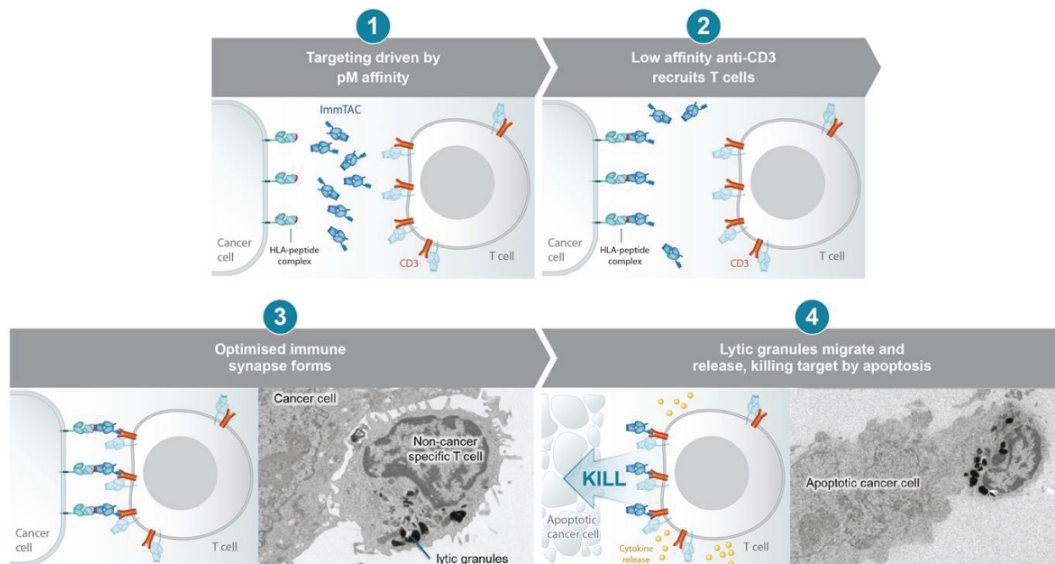 1
Targeting driven by
pM affinity
2
Low affinity anti-CD3
recruits T cells
ImmTAC
Cancer
cell
HLA-peptide
complex
CD3
T cell
Cancer
cell
HLA-peptide
complex
CD3
T cell
3
Optimised immune
synapse forms
4
Lytic granules migrate and
release, killing target by apoptosis
Cancer
cell
T cell
Cancer cell
Non-cancer
specific T cell
lytic granules
KILL
Apoptotic
cancer cell
Cytokine
release
T cell
Apoptotic cancer cell